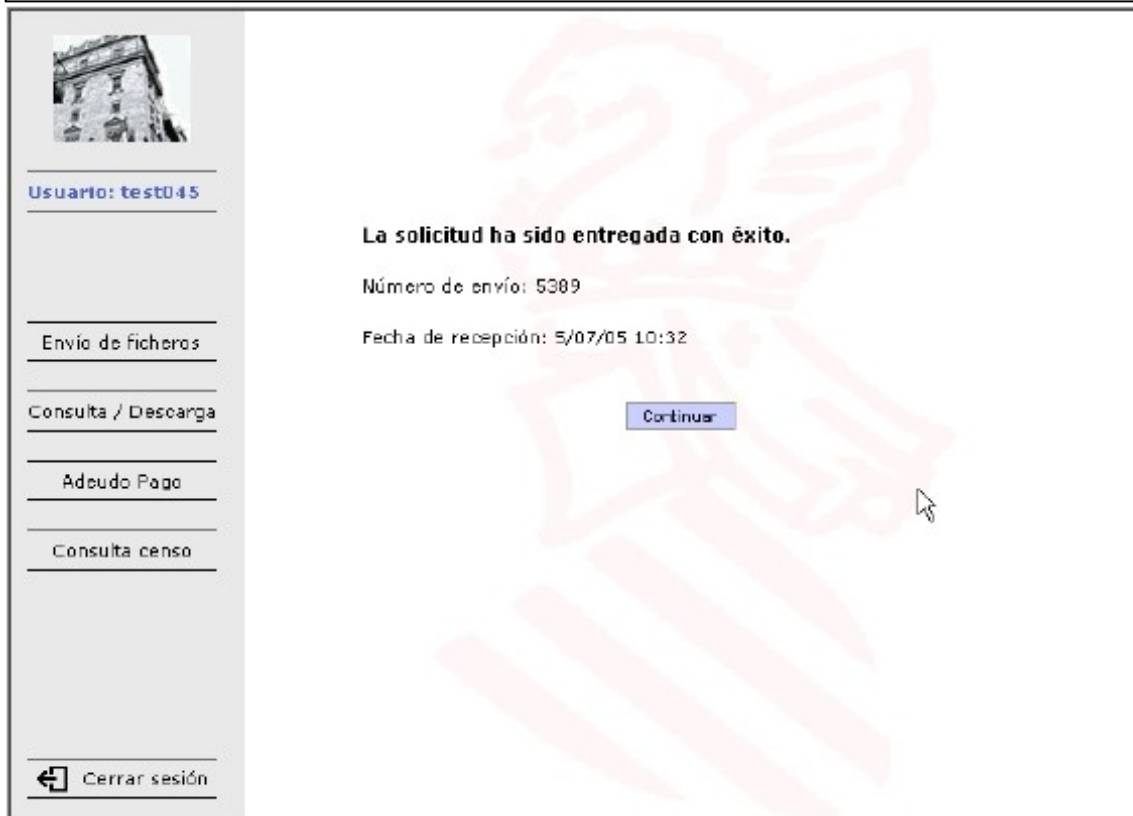 Usuario: test045
La solicitud ha sido entregada con éxito.
Número de envío: 5389
Fecha de recepción: 5/07/05 10:32
Continuar
Envío de ficheros
Consulta / Descarga
Adeudo Pago
Consulta censo
Cerrar sesión